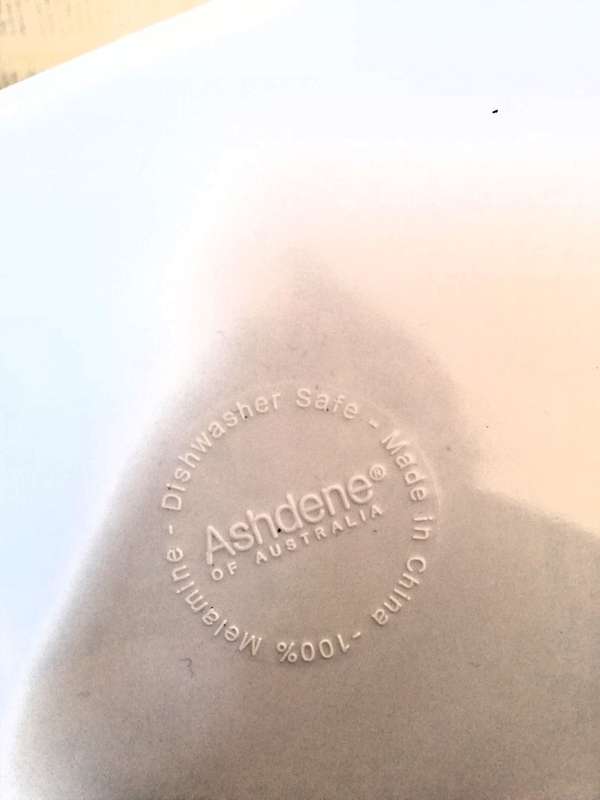 Ashdene®
OF AUSTRALIA
Dishwasher Safe - Made in China - 100% Melamine -